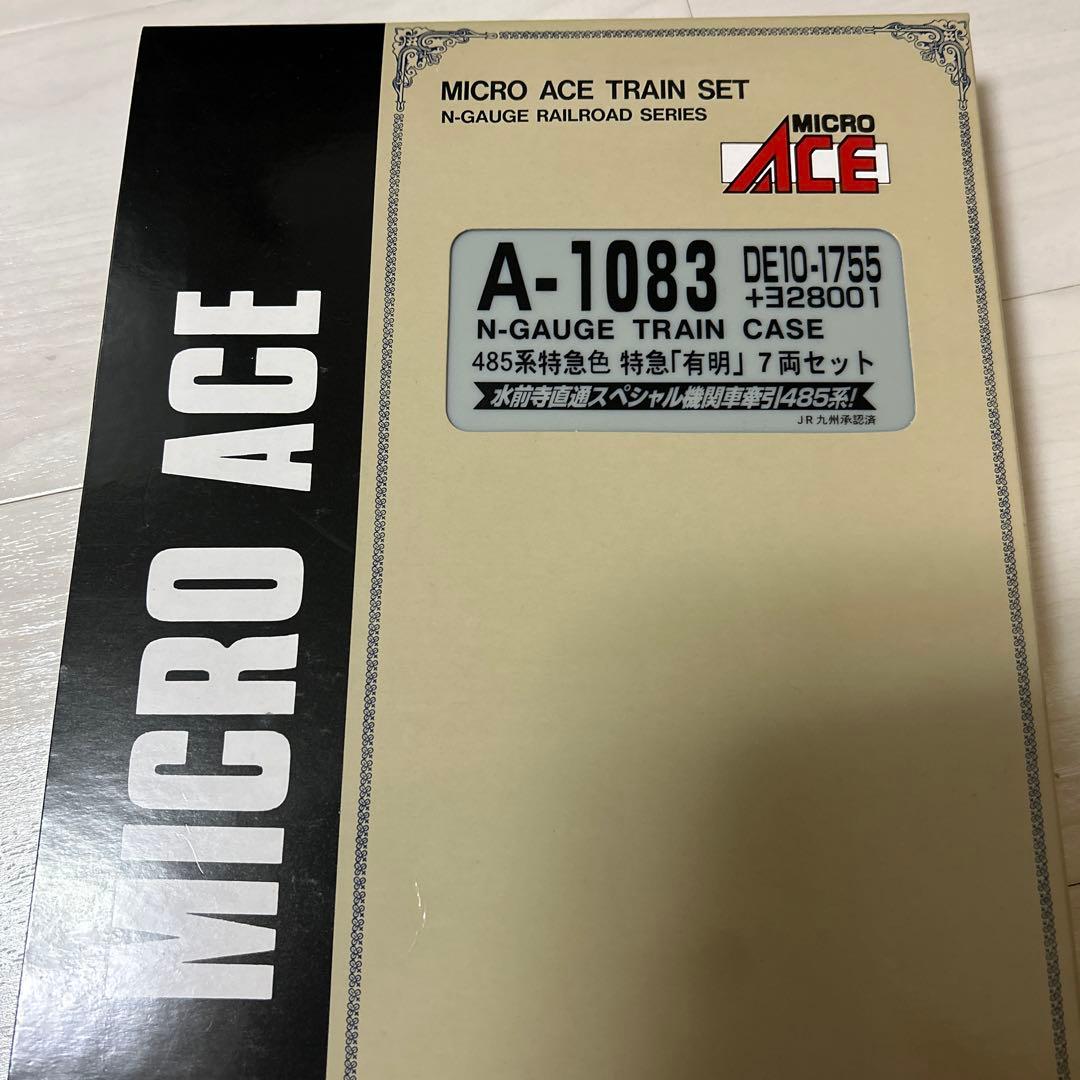 MICRO ACE
MICRO ACE TRAIN SET
N-GAUGE RAILROAD SERIES
MICRO
ACE
A-1083
DE10-1755
+ヨ28001
N-GAUGE TRAIN CASE
485系特急色 特急「有明」7両セット
水前寺直通スペシャル機関車牽引485系!
JR九州承認済